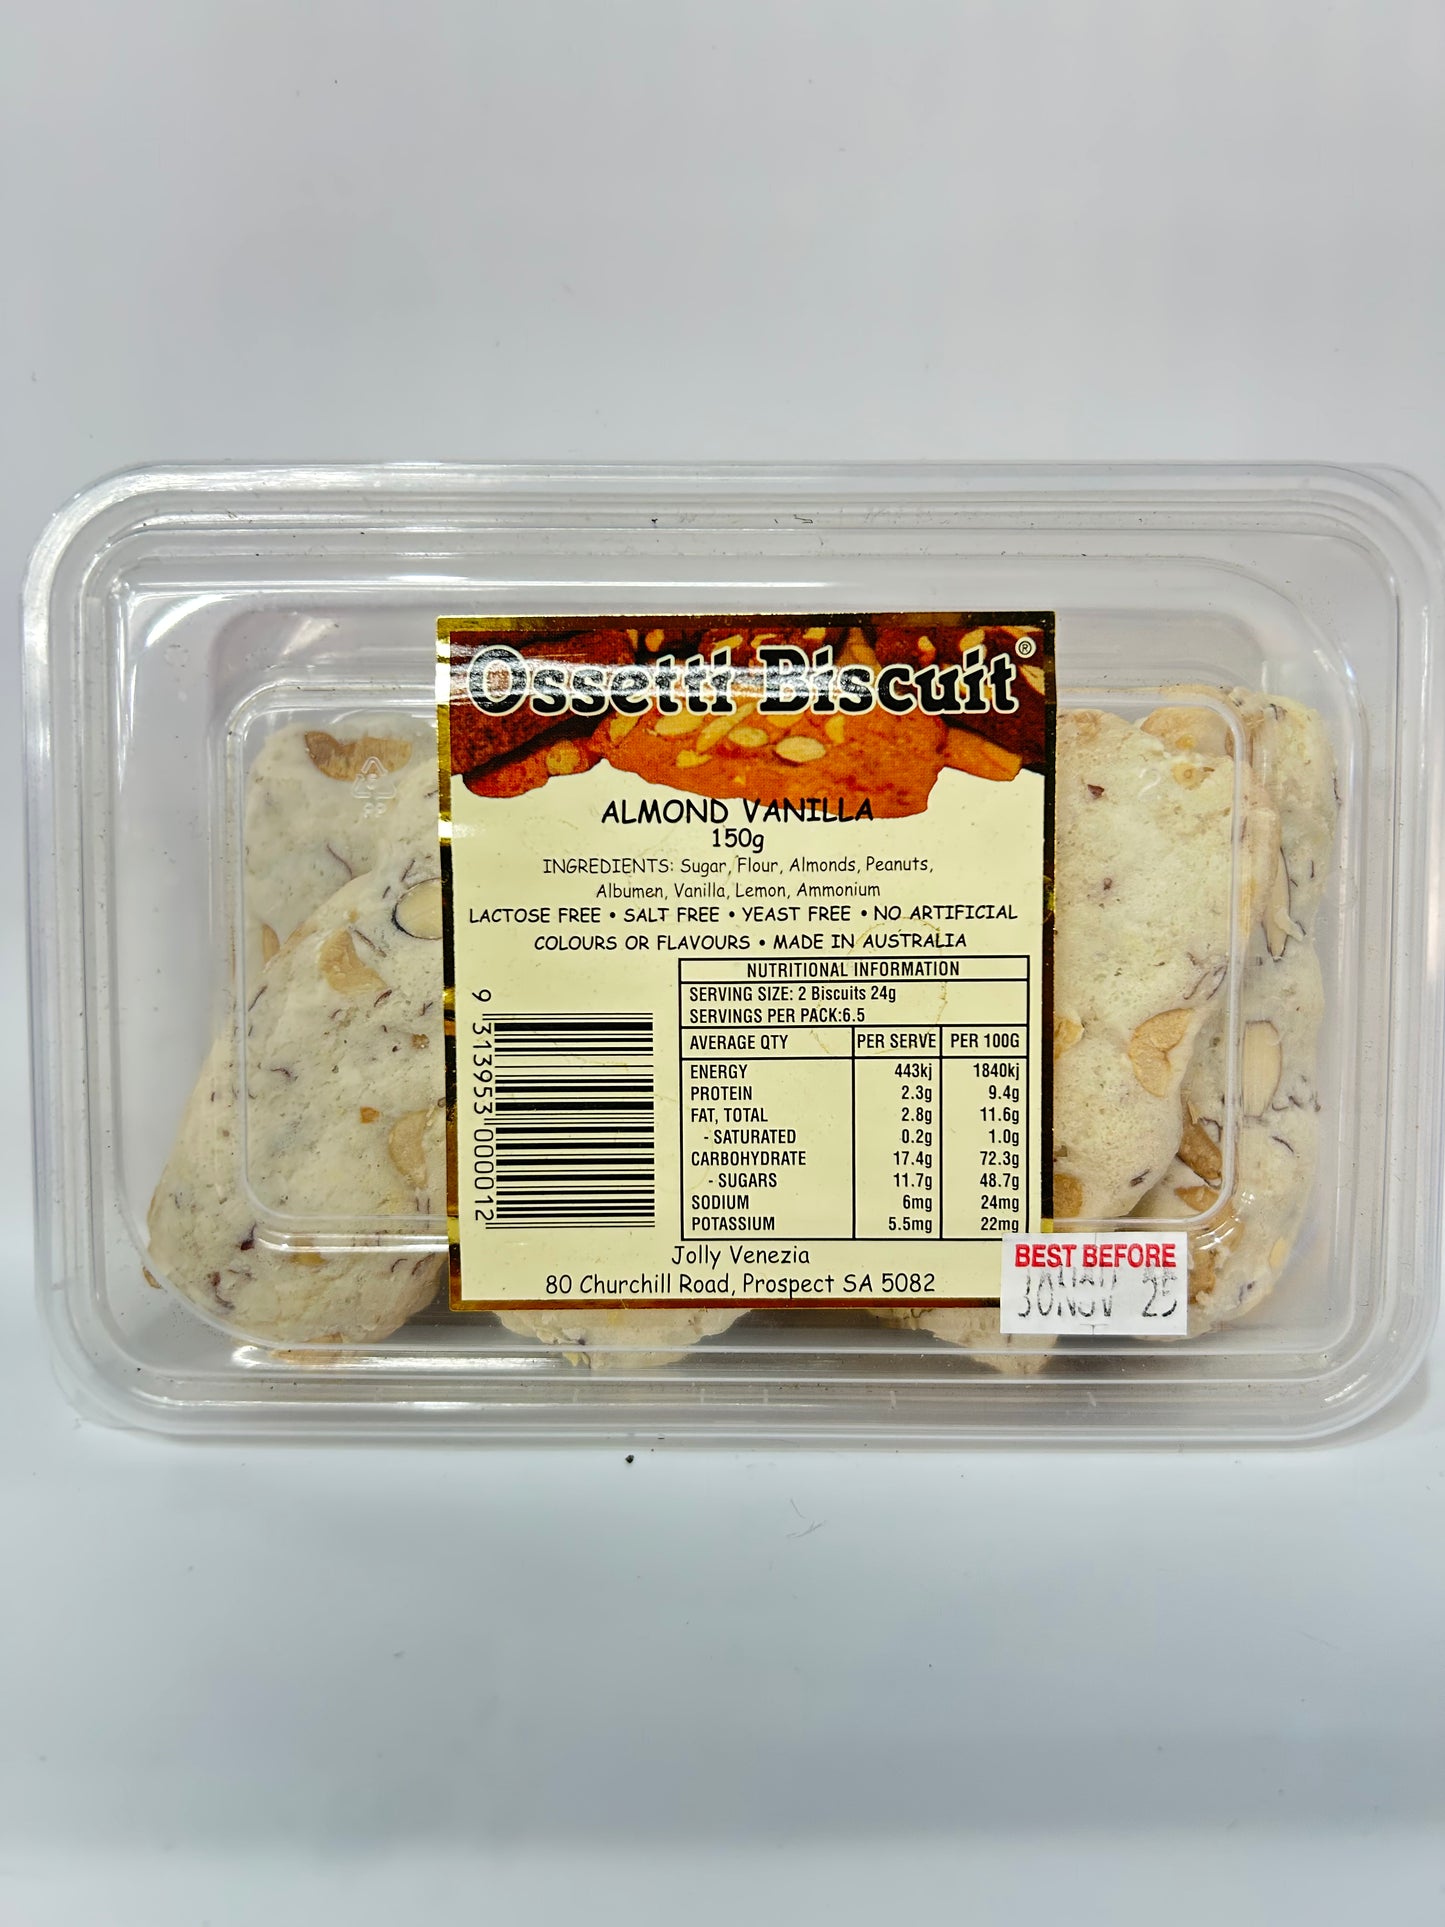 Ossetti Biscuit®
ALMOND VANILLA
150g
INGREDIENTS: Sugar, Flour, Almonds, Peanuts,
Albumen, Vanilla, Lemon, Ammonium
LACTOSE FREE • SALT FREE • YEAST FREE • NO ARTIFICIAL
COLOURS OR FLAVOURS • MADE IN AUSTRALIA
NUTRITIONAL INFORMATION
SERVING SIZE: 2 Biscuits 24g
SERVINGS PER PACK:6.5
AVERAGE QTY PER SERVE PER 100G
ENERGY 443kj 1840kj
PROTEIN 2.3g 9.4g
FAT, TOTAL 2.8g 11.6g
- SATURATED 0.2g 1.0g
CARBOHYDRATE 17.4g 72.3g
- SUGARS 11.7g 48.7g
SODIUM 6mg 24mg
POTASSIUM 5.5mg 22mg
9 313953 000012
Jolly Venezia
80 Churchill Road, Prospect SA 5082
BEST BEFORE
30NOV 25
PP